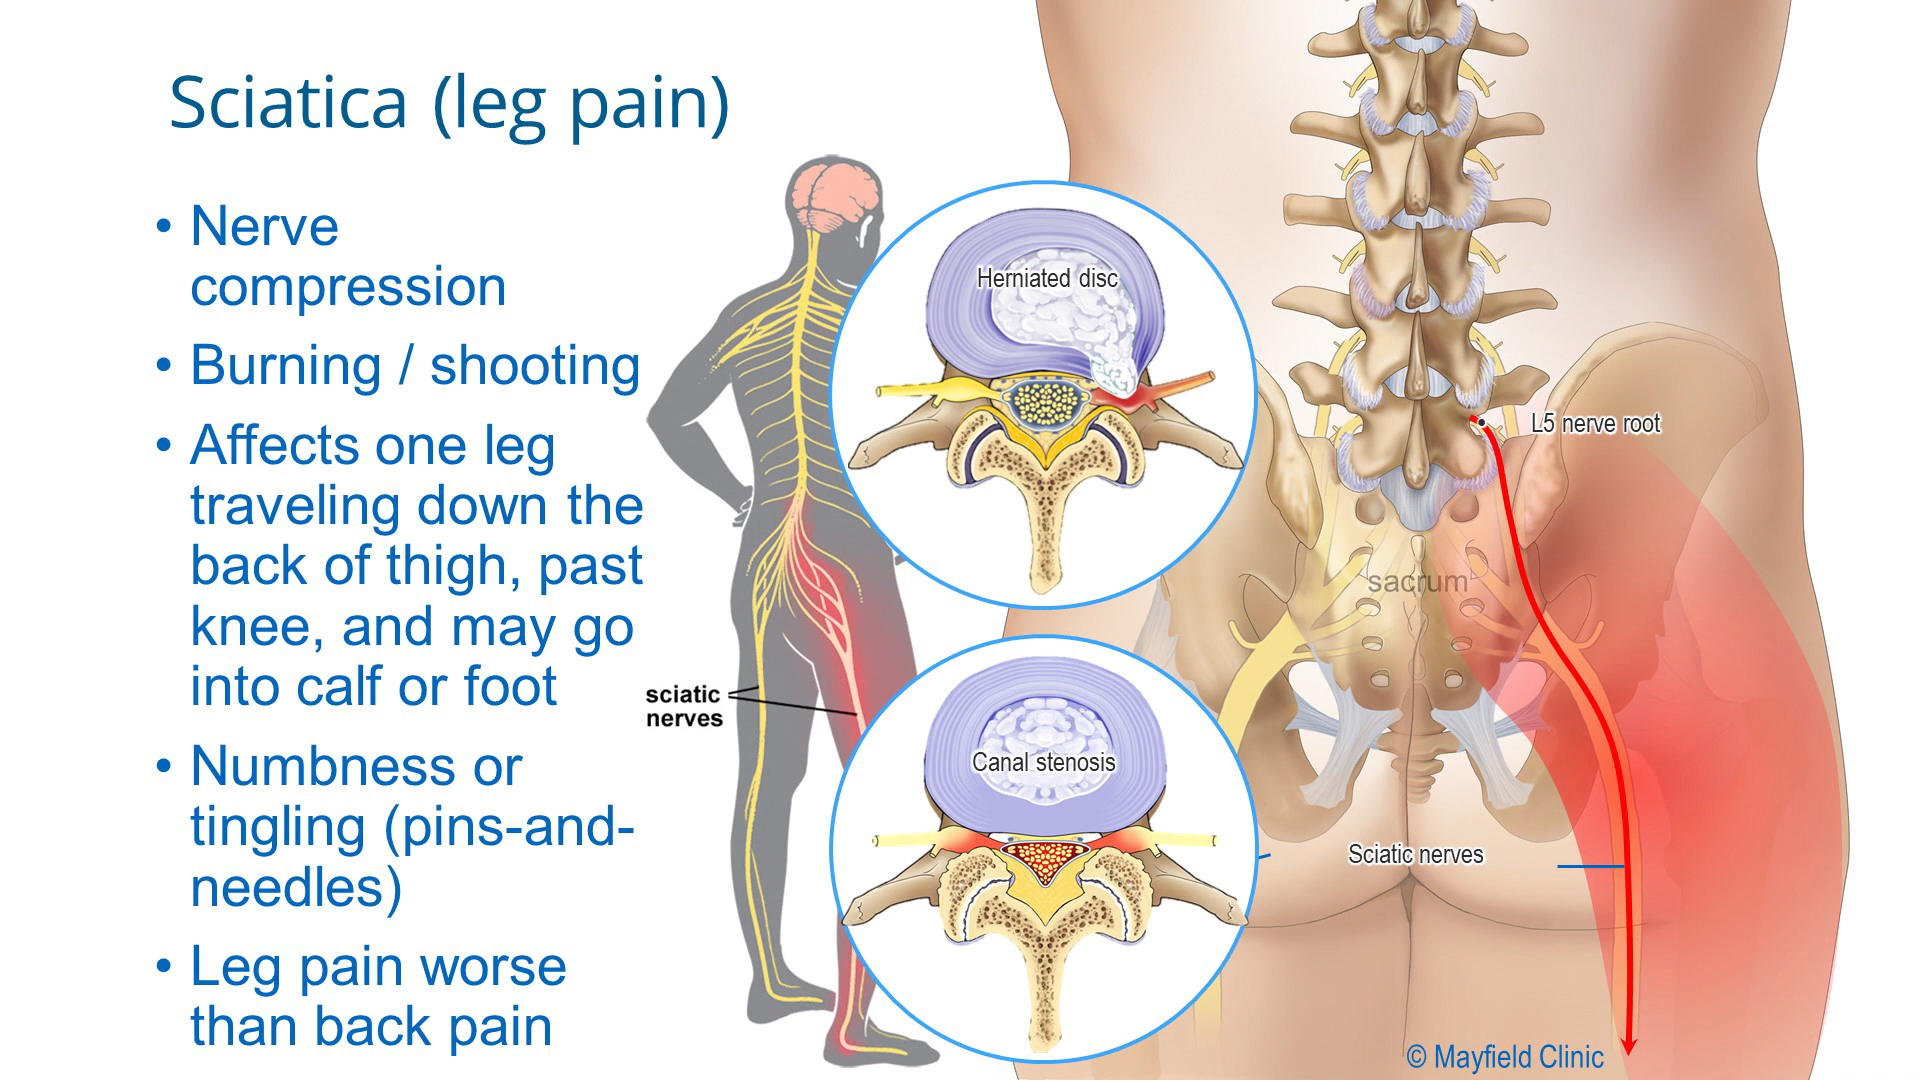 Sciatica (leg pain)
• Nerve
compression
• Burning / shooting
• Affects one leg
traveling down the
back of thigh, past
knee, and may go
into calf or foot
• Numbness or
tingling (pins-and-
needles)
• Leg pain worse
than back pain
sciatic
nerves
Herniated disc
Canal stenosis
L5 nerve root
sacrum
Sciatic nerves
© Mayfield Clinic